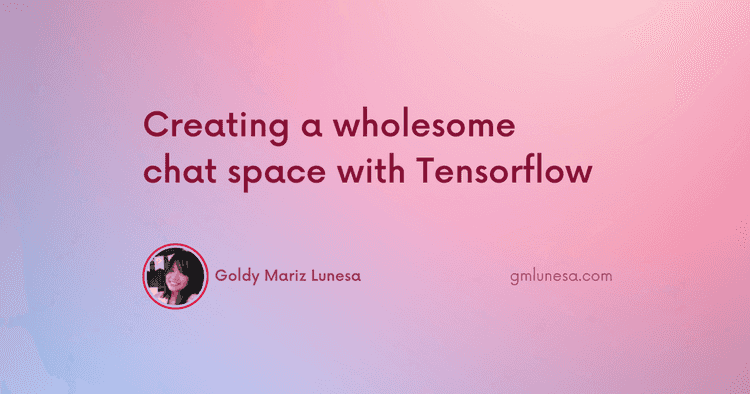 Creating a wholesome
chat space with Tensorflow
Goldy Mariz Lunesa
gmlunesa.com